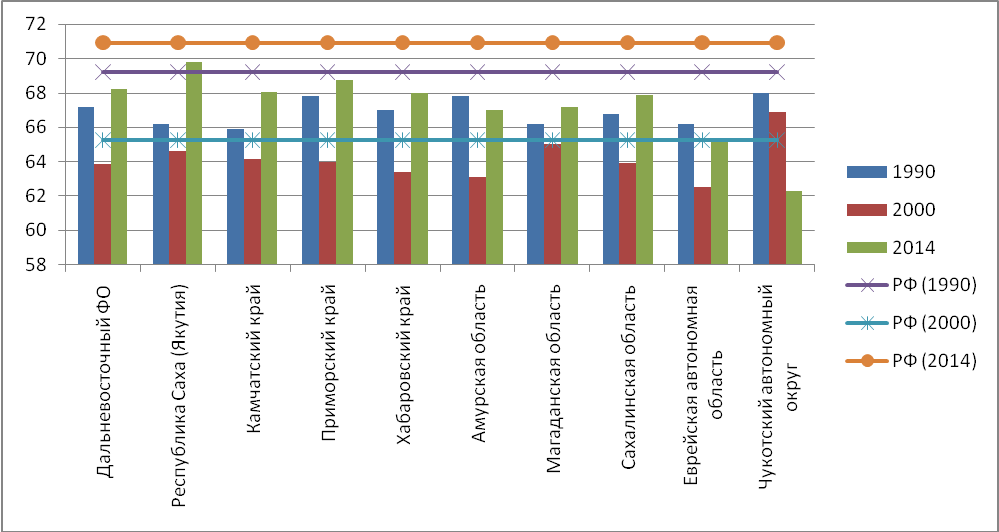 72
70
68
66
64
62
60
58
Дальневосточный ФО
Республика Саха (Якутия)
Камчатский край
Приморский край
Хабаровский край
Амурская область
Магаданская область
Сахалинская область
Еврейская автономная
область
Чукотский автономный
округ
1990
2000
2014
РФ (1990)
РФ (2000)
РФ (2014)